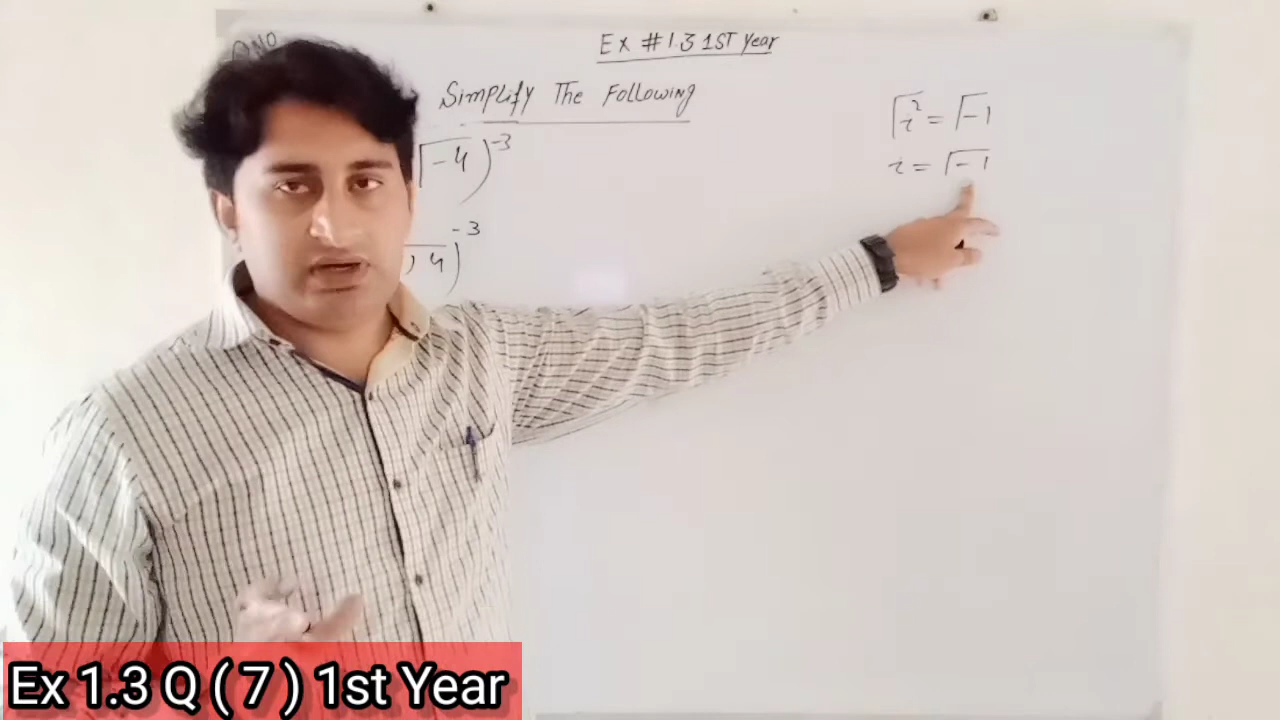 Ex # 1.3 1ST Year
QNO
Simplify The Following
√-4)^-3
, 4)^-3
√i² = √-1
i = √-1
Ex 1.3 Q ( 7 ) 1st Year